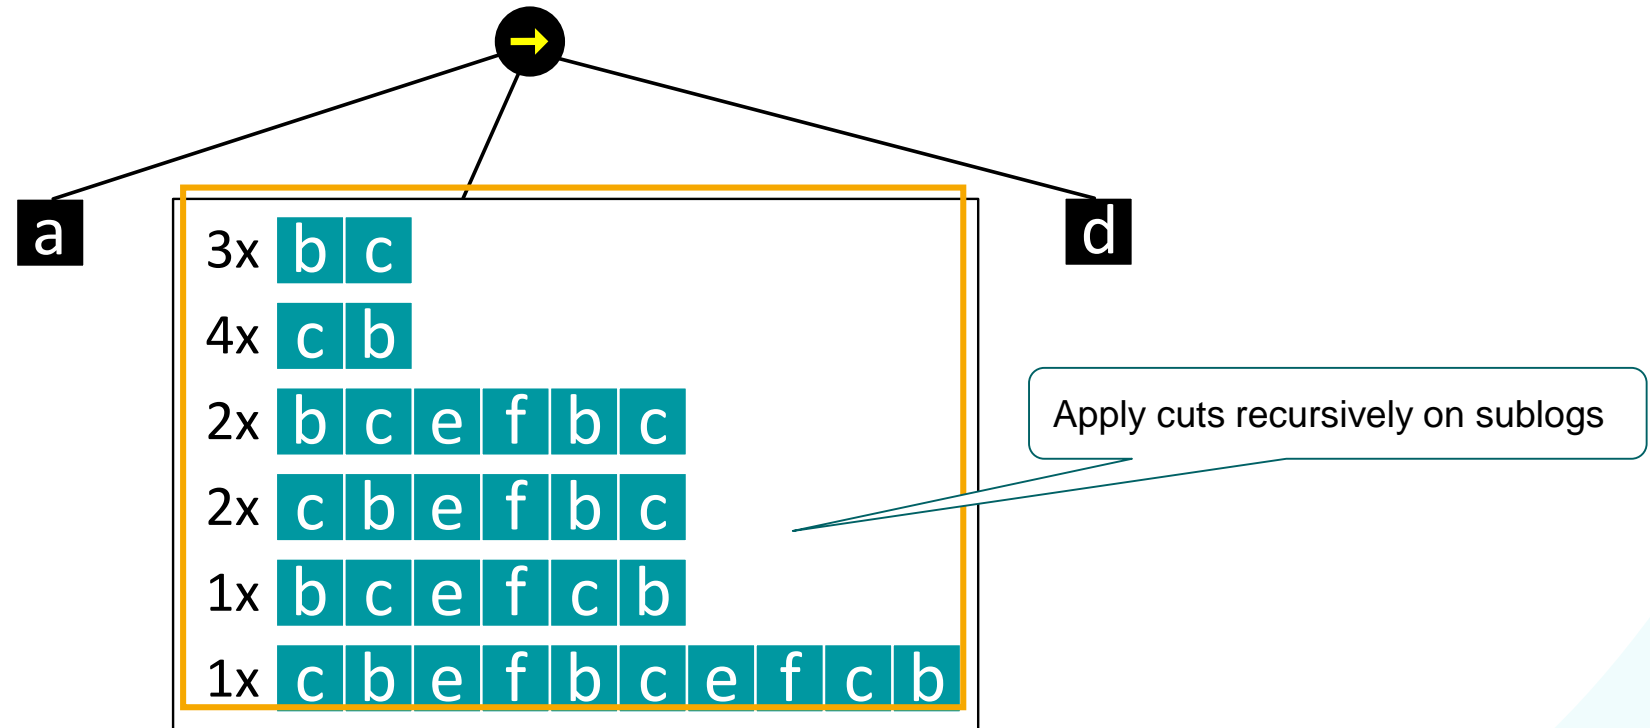 →
a
d
3x b c
4x c b
2x b c e f b c
2x c b e f b c
1x b c e f c b
1x c b e f b c e f c b
Apply cuts recursively on sublogs